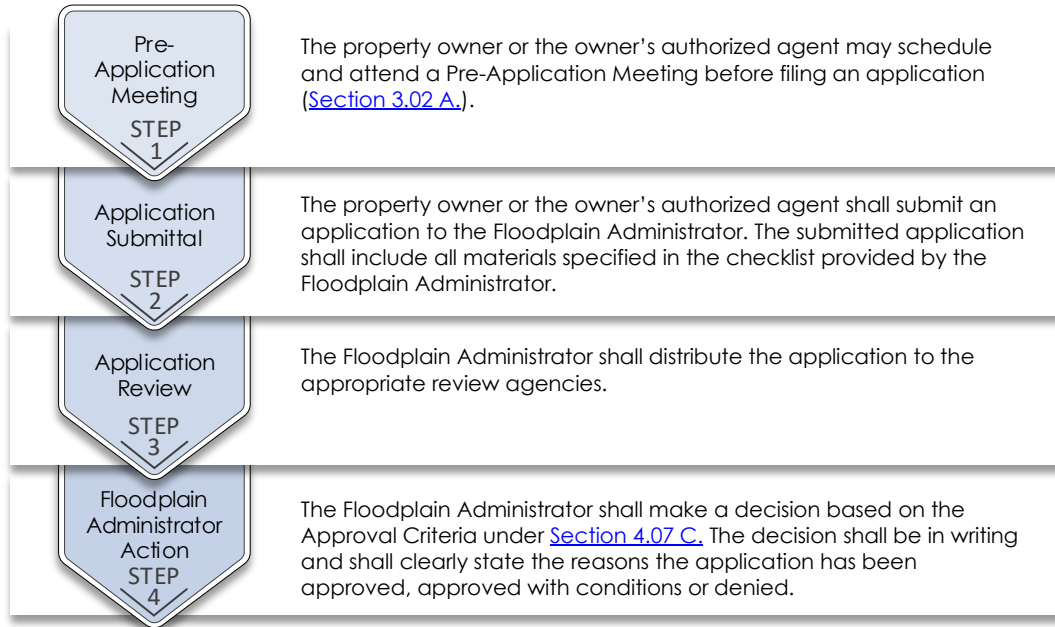 Pre-
Application
Meeting
STEP
1
The property owner or the owner’s authorized agent may schedule
and attend a Pre-Application Meeting before filing an application
(Section 3.02 A.).
Application
Submittal
STEP
2
The property owner or the owner’s authorized agent shall submit an
application to the Floodplain Administrator. The submitted application
shall include all materials specified in the checklist provided by the
Floodplain Administrator.
Application
Review
STEP
3
The Floodplain Administrator shall distribute the application to the
appropriate review agencies.
Floodplain
Administrator
Action
STEP
4
The Floodplain Administrator shall make a decision based on the
Approval Criteria under Section 4.07 C. The decision shall be in writing
and shall clearly state the reasons the application has been
approved, approved with conditions or denied.